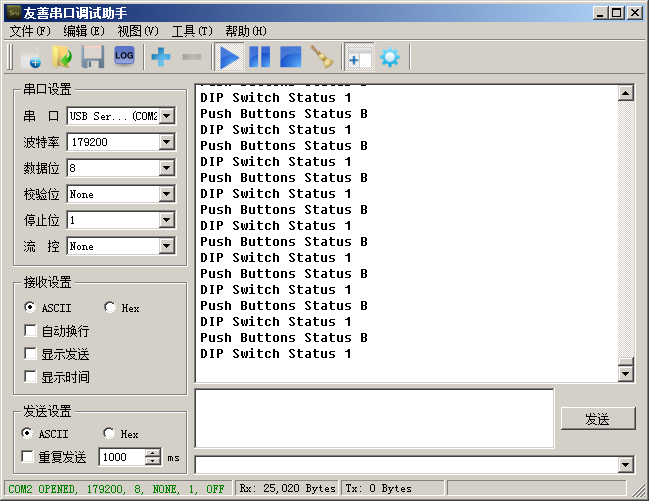 友善串口调试助手
文件(F) 编辑(E) 视图(V) 工具(T) 帮助(H)
LOG
串口设置
串 口 USB Ser...(COM2
波特率 179200
数据位 8
校验位 None
停止位 1
流 控 None
接收设置
ASCII Hex
自动换行
显示发送
显示时间
发送设置
ASCII Hex
重复发送 1000 ms
DIP Switch Status 1
Push Buttons Status B
DIP Switch Status 1
Push Buttons Status B
DIP Switch Status 1
Push Buttons Status B
DIP Switch Status 1
Push Buttons Status B
DIP Switch Status 1
Push Buttons Status B
DIP Switch Status 1
Push Buttons Status B
DIP Switch Status 1
Push Buttons Status B
DIP Switch Status 1
Push Buttons Status B
DIP Switch Status 1
发送
COM2 OPENED, 179200, 8, NONE, 1, OFF Rx: 25,020 Bytes Tx: 0 Bytes